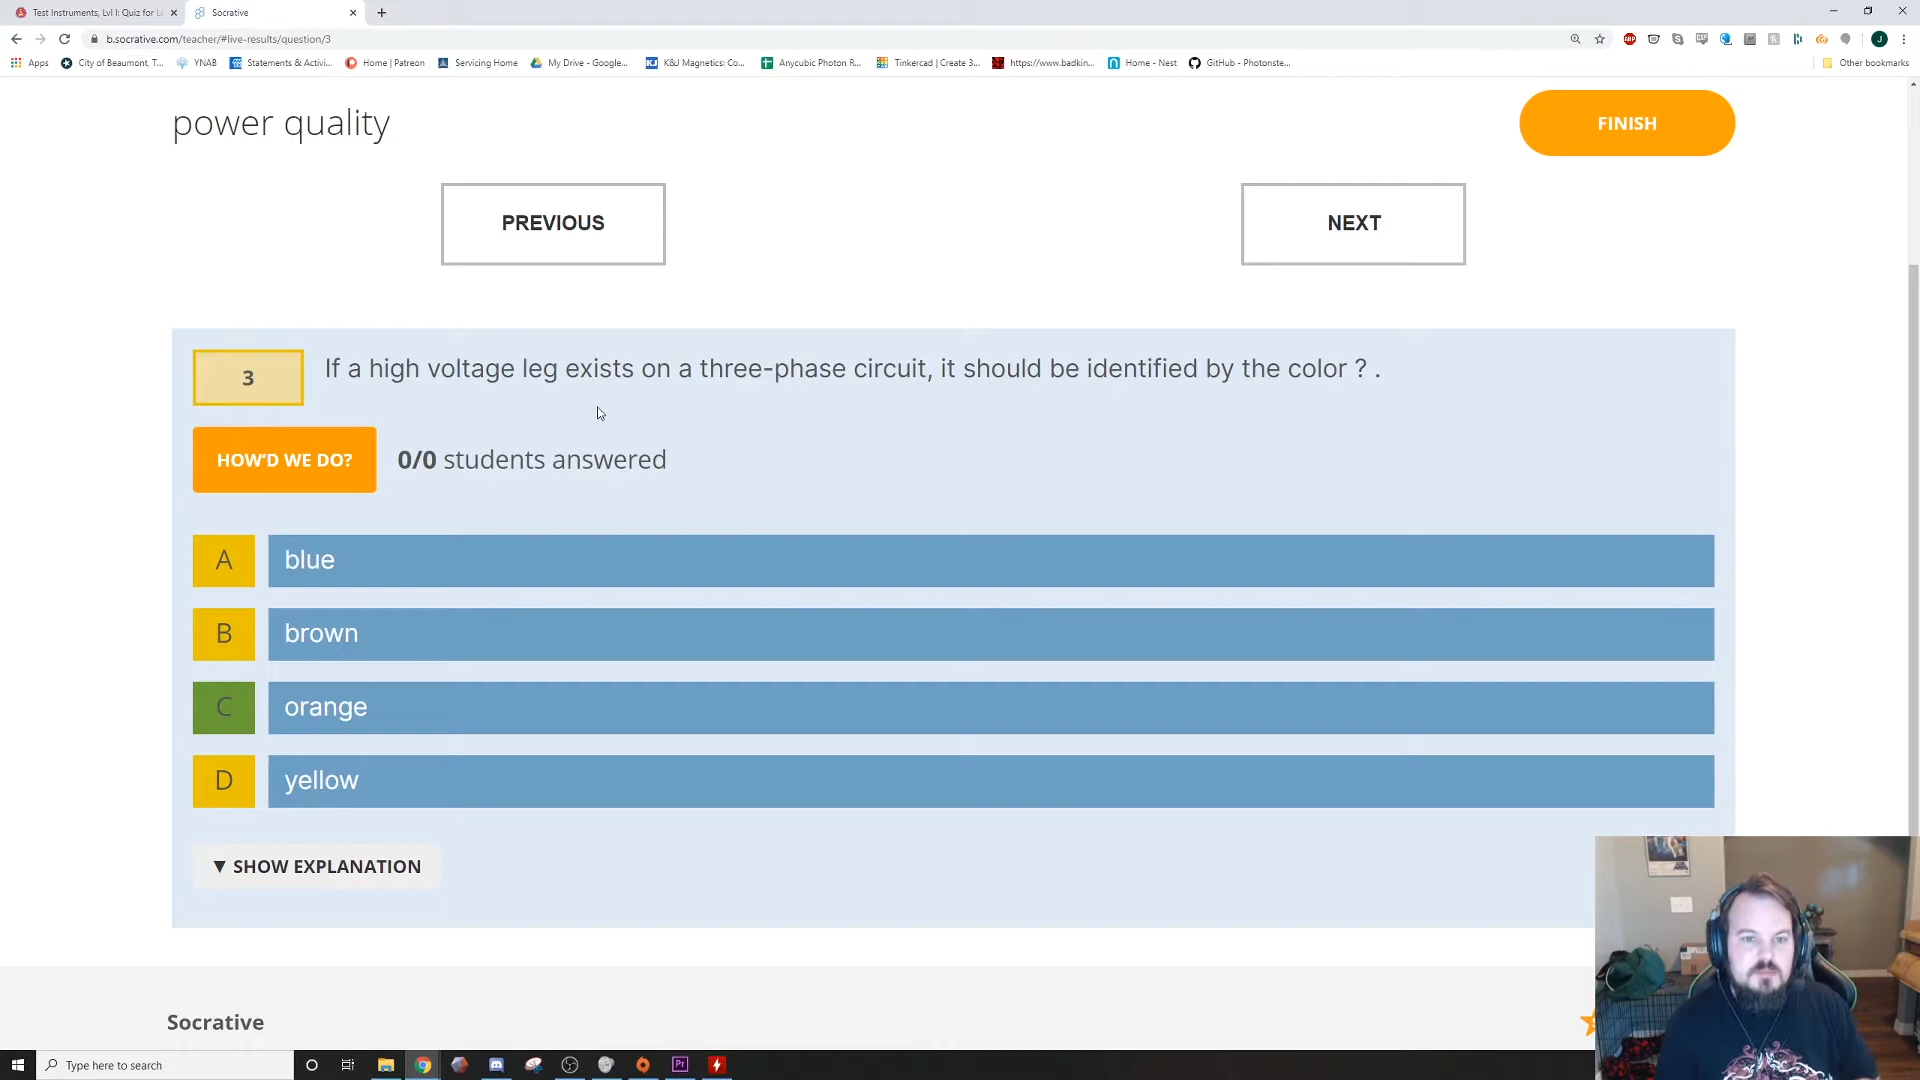 Test Instruments, Lvl I: Quiz for Le
Socrative
b.socrative.com/teacher/#live-results/question/3
Apps
City of Beaumont, T...
YNAB
Statements & Activi...
Home | Patreon
Servicing Home
My Drive - Google...
K&J Magnetics: Co...
Anycubic Photon R...
Tinkercad | Create 3...
https://www.badkin...
Home - Nest
GitHub - Photonste...
Other bookmarks
power quality
FINISH
PREVIOUS
NEXT
3
If a high voltage leg exists on a three-phase circuit, it should be identified by the color ? .
HOW'D WE DO?
0/0 students answered
A
blue
B
brown
C
orange
D
yellow
▼ SHOW EXPLANATION
Socrative
Type here to search